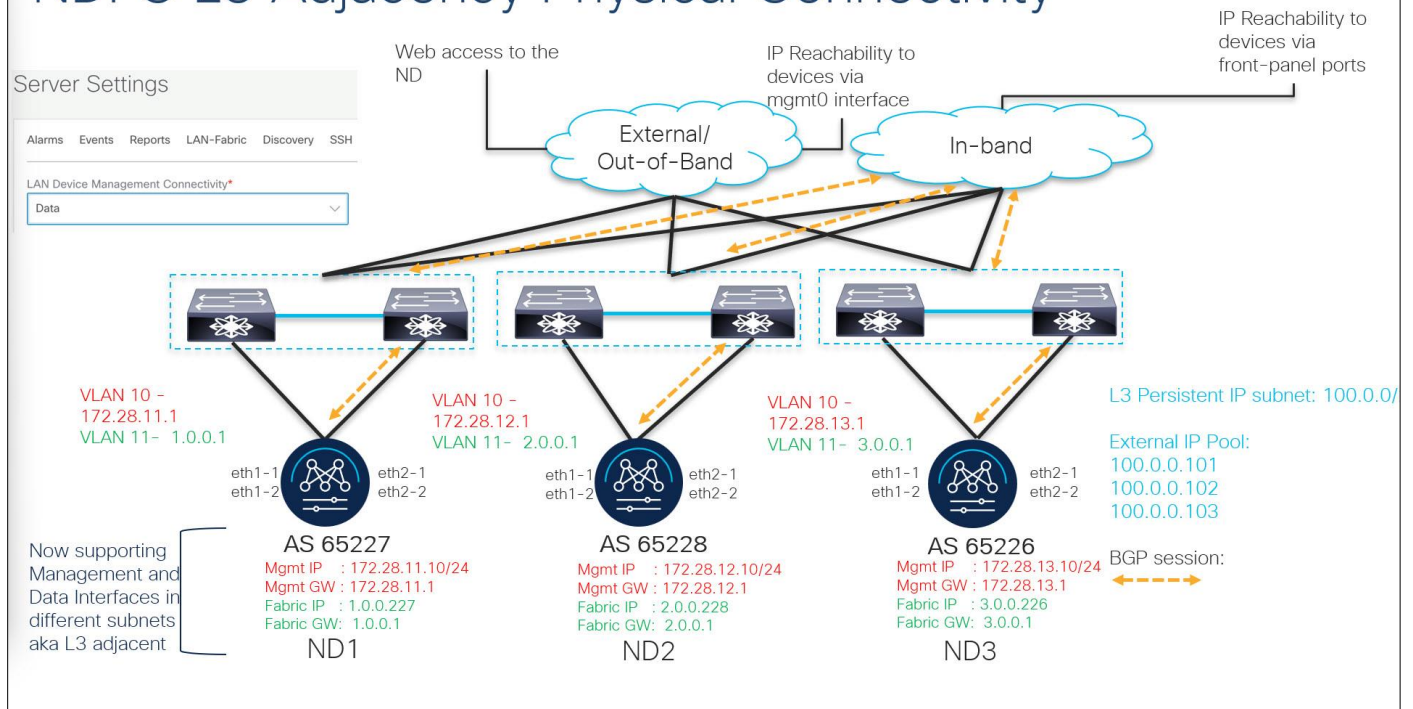 NDFC L3 Adjacency Physical Connectivity
IP Reachability to
devices via
front-panel ports
Web access to the
ND
IP Reachability to
devices via
mgmt0 interface
Server Settings
Alarms Events Reports LAN-Fabric Discovery SSH
LAN Device Management Connectivity*
Data
External/
Out-of-Band
In-band
VLAN 10 -
172.28.11.1
VLAN 11- 1.0.0.1
VLAN 10 -
172.28.12.1
VLAN 11- 2.0.0.1
VLAN 10 -
172.28.13.1
VLAN 11- 3.0.0.1
L3 Persistent IP subnet: 100.0.0/
External IP Pool:
100.0.0.101
100.0.0.102
100.0.0.103
BGP session:
eth1-1
eth1-2
eth2-1
eth2-2
eth1-1
eth1-2
eth2-1
eth2-2
eth1-1
eth1-2
eth2-1
eth2-2
Now supporting
Management and
Data Interfaces in
different subnets
aka L3 adjacent
AS 65227
Mgmt IP : 172.28.11.10/24
Mgmt GW : 172.28.11.1
Fabric IP : 1.0.0.227
Fabric GW: 1.0.0.1
ND1
AS 65228
Mgmt IP : 172.28.12.10/24
Mgmt GW : 172.28.12.1
Fabric IP : 2.0.0.228
Fabric GW: 2.0.0.1
ND2
AS 65226
Mgmt IP : 172.28.13.10/24
Mgmt GW : 172.28.13.1
Fabric IP : 3.0.0.226
Fabric GW: 3.0.0.1
ND3